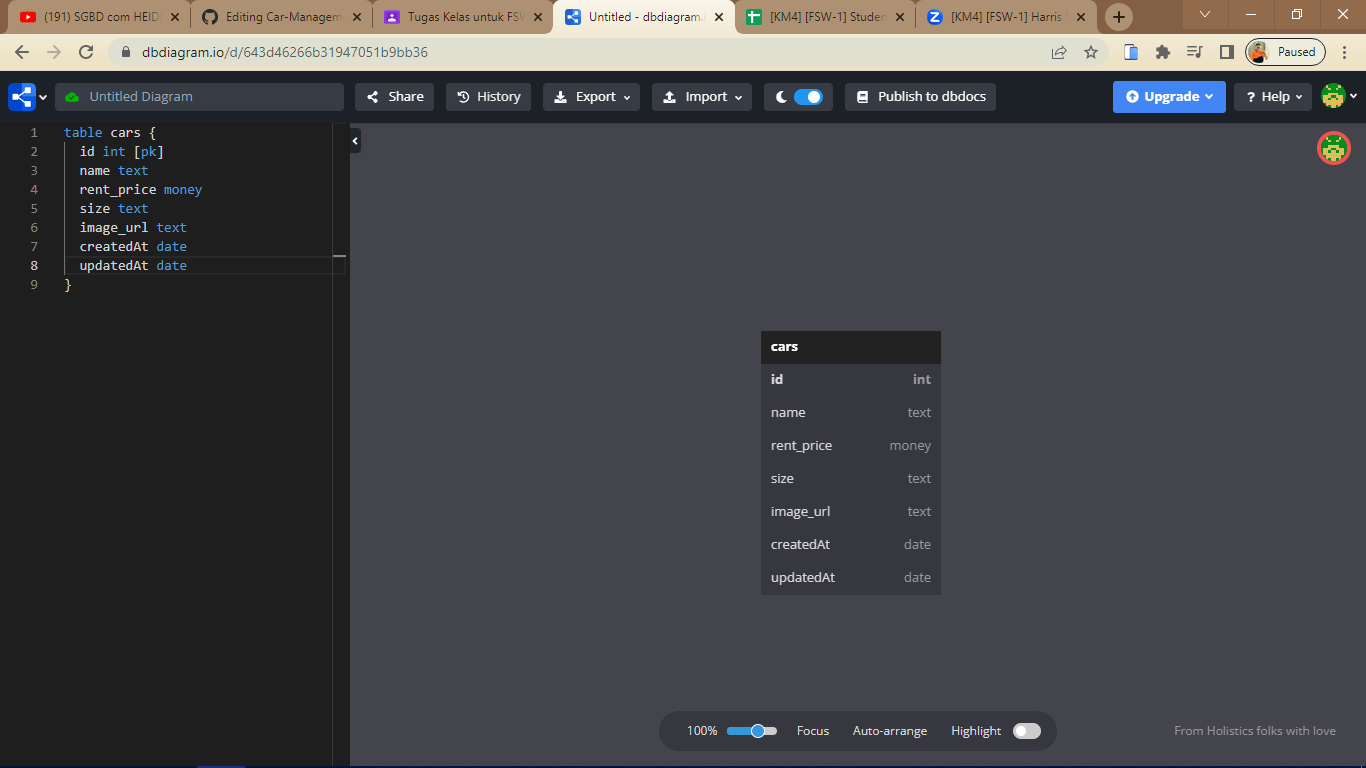 (191) SGBD com HEIDI
Editing Car-Managem
Tugas Kelas untuk FSW
Untitled - dbdiagram.
[KM4] [FSW-1] Studen
[KM4] [FSW-1] Harris
dbdiagram.io/d/643d46266b31947051b9bb36
Paused
Untitled Diagram
Share
History
Export
Import
Publish to dbdocs
Upgrade
? Help
1 table cars {
2 id int [pk]
3 name text
4 rent_price money
5 size text
6 image_url text
7 createdAt date
8 updatedAt date
9 }
cars
id int
name text
rent_price money
size text
image_url text
createdAt date
updatedAt date
100% Focus Auto-arrange Highlight
From Holistics folks with love